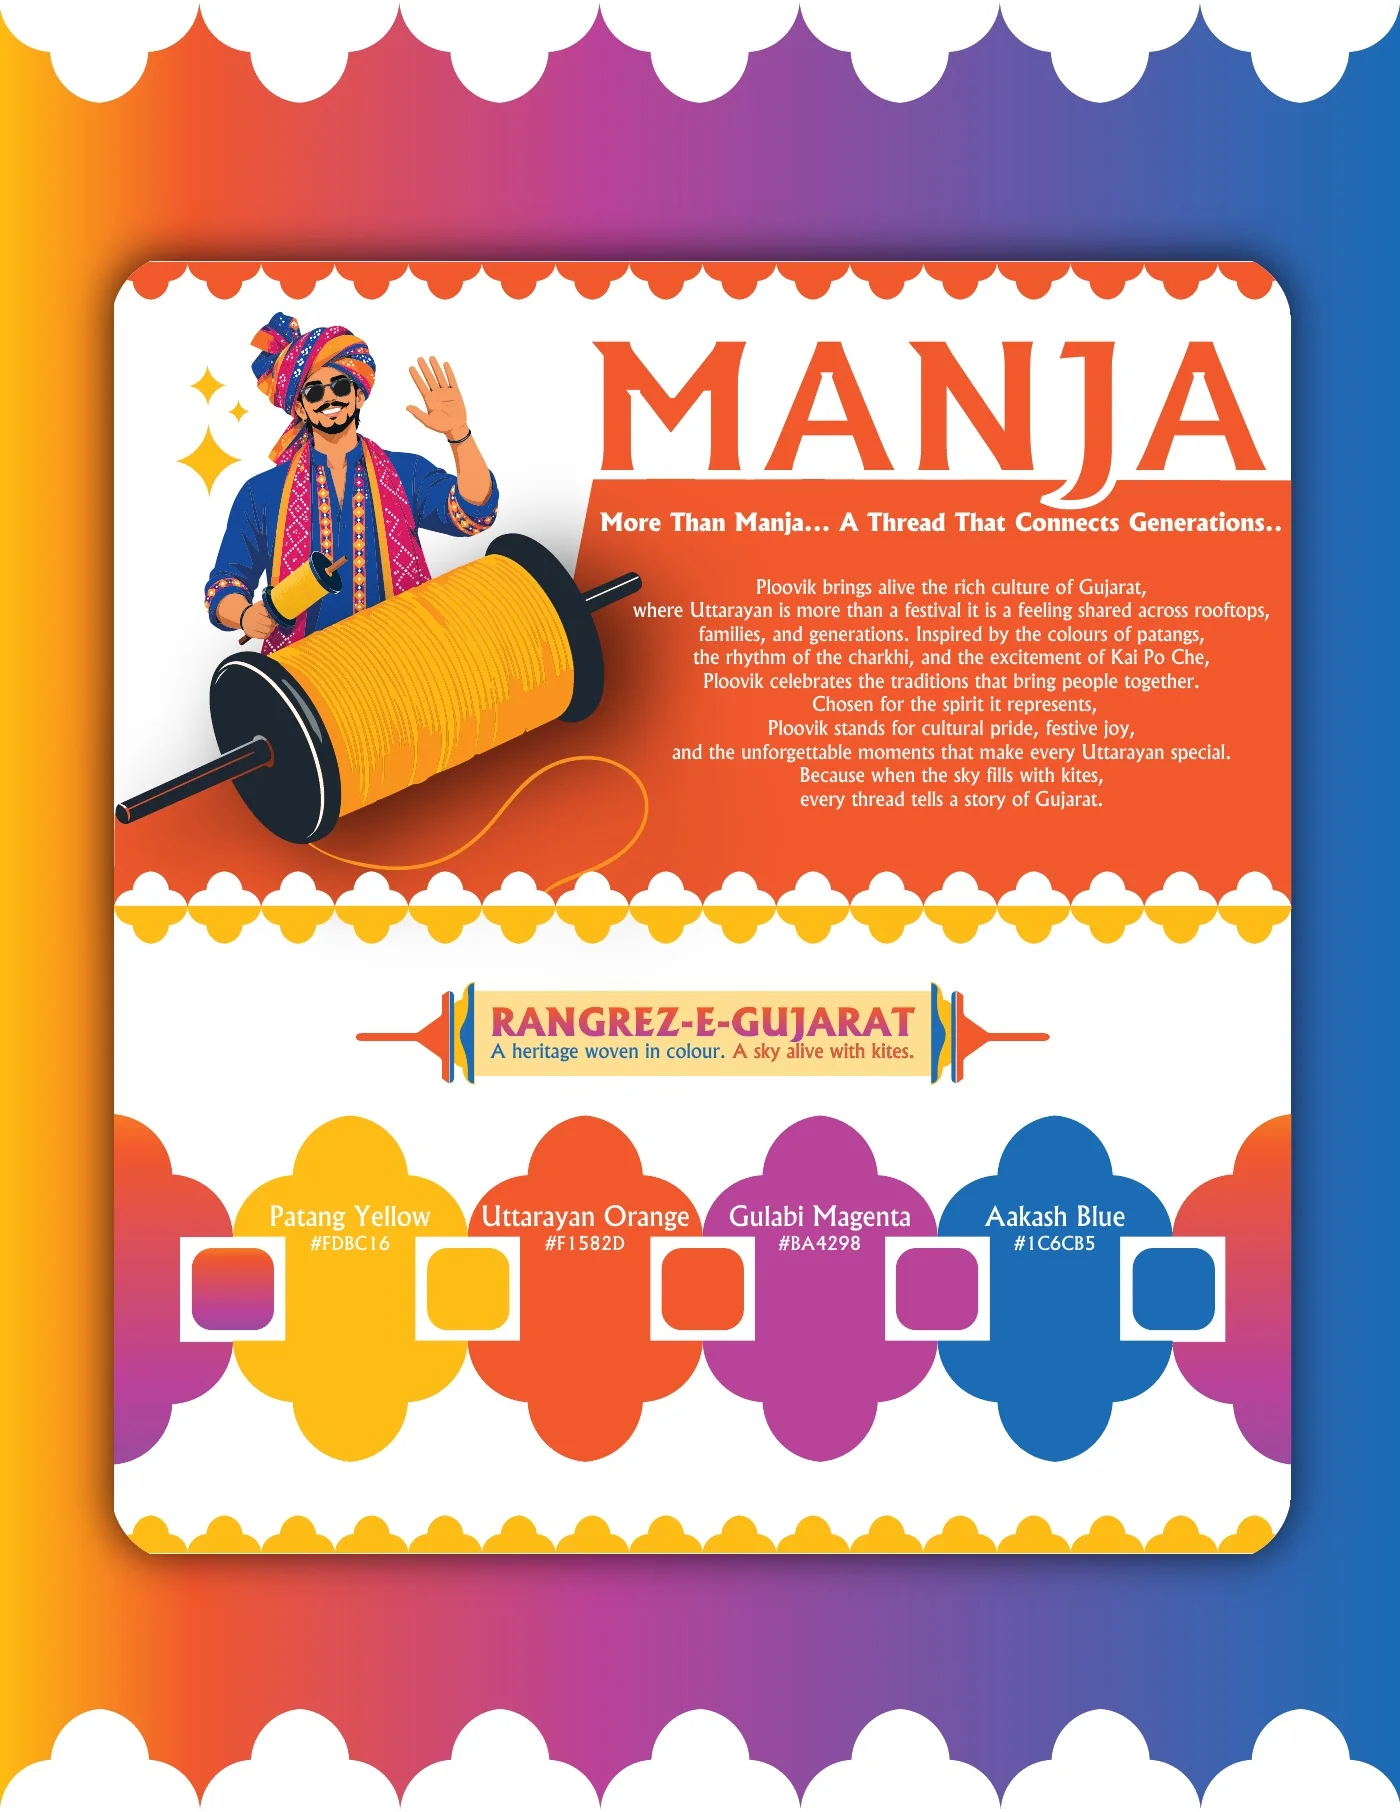 MANJA
More Than Manja... A Thread That Connects Generations..
Ploovik brings alive the rich culture of Gujarat,
where Uttarayan is more than a festival it is a feeling shared across rooftops,
families, and generations. Inspired by the colours of patangs,
the rhythm of the charkhi, and the excitement of Kai Po Che,
Ploovik celebrates the traditions that bring people together.
Chosen for the spirit it represents,
Ploovik stands for cultural pride, festive joy,
and the unforgettable moments that make every Uttarayan special.
Because when the sky fills with kites,
every thread tells a story of Gujarat.
RANGREZ-E-GUJARAT
A heritage woven in colour. A sky alive with kites.
Patang Yellow
#FDBC16
Uttarayan Orange
#F1582D
Gulabi Magenta
#BA4298
Aakash Blue
#1C6CB5